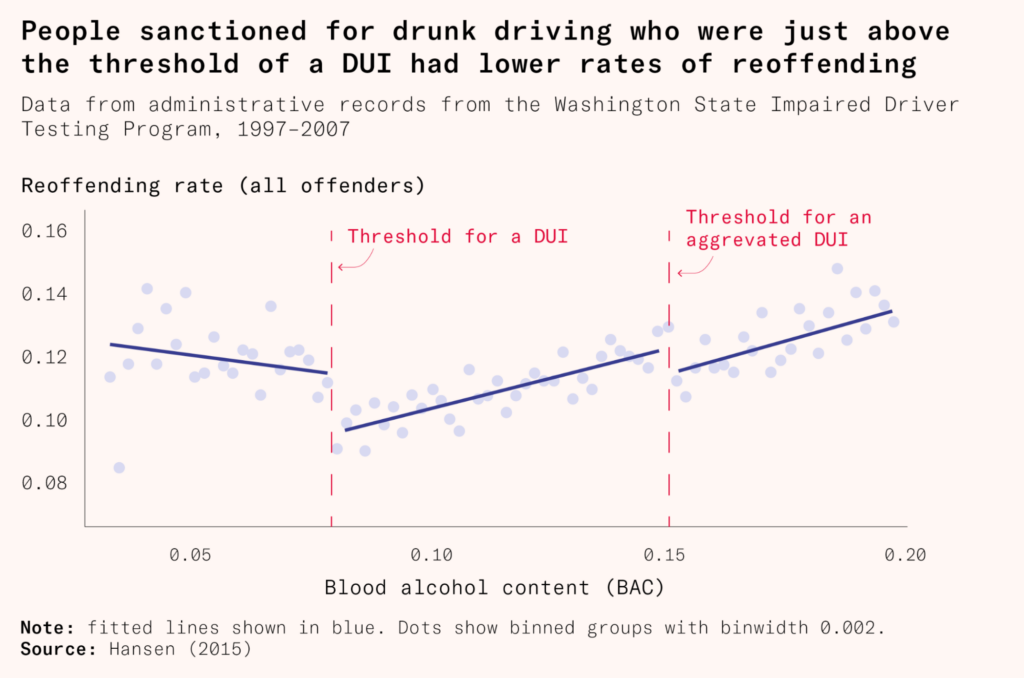 People sanctioned for drunk driving who were just above
the threshold of a DUI had lower rates of reoffending
Data from administrative records from the Washington State Impaired Driver
Testing Program, 1997–2007
Reoffending rate (all offenders)
Threshold for an
aggrevated DUI
Threshold for a DUI
0.16
0.14
0.12
0.10
0.08
0.05
0.10
0.15
0.20
Blood alcohol content (BAC)
Note: fitted lines shown in blue. Dots show binned groups with binwidth 0.002.
Source: Hansen (2015)